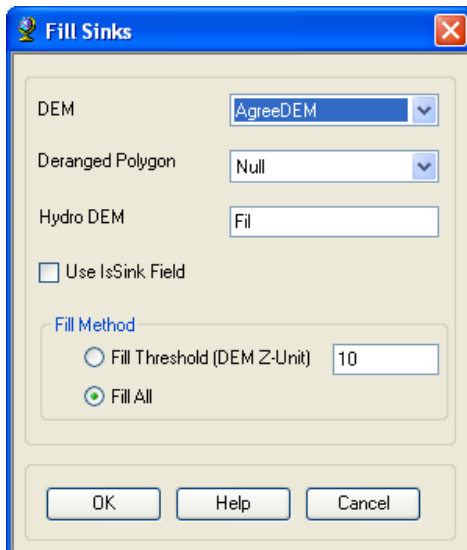 Fill Sinks
DEM AgreeDEM
Deranged Polygon Null
Hydro DEM Fil
Use IsSink Field
Fill Method
Fill Threshold (DEM Z-Unit) 10
Fill All
OK Help Cancel